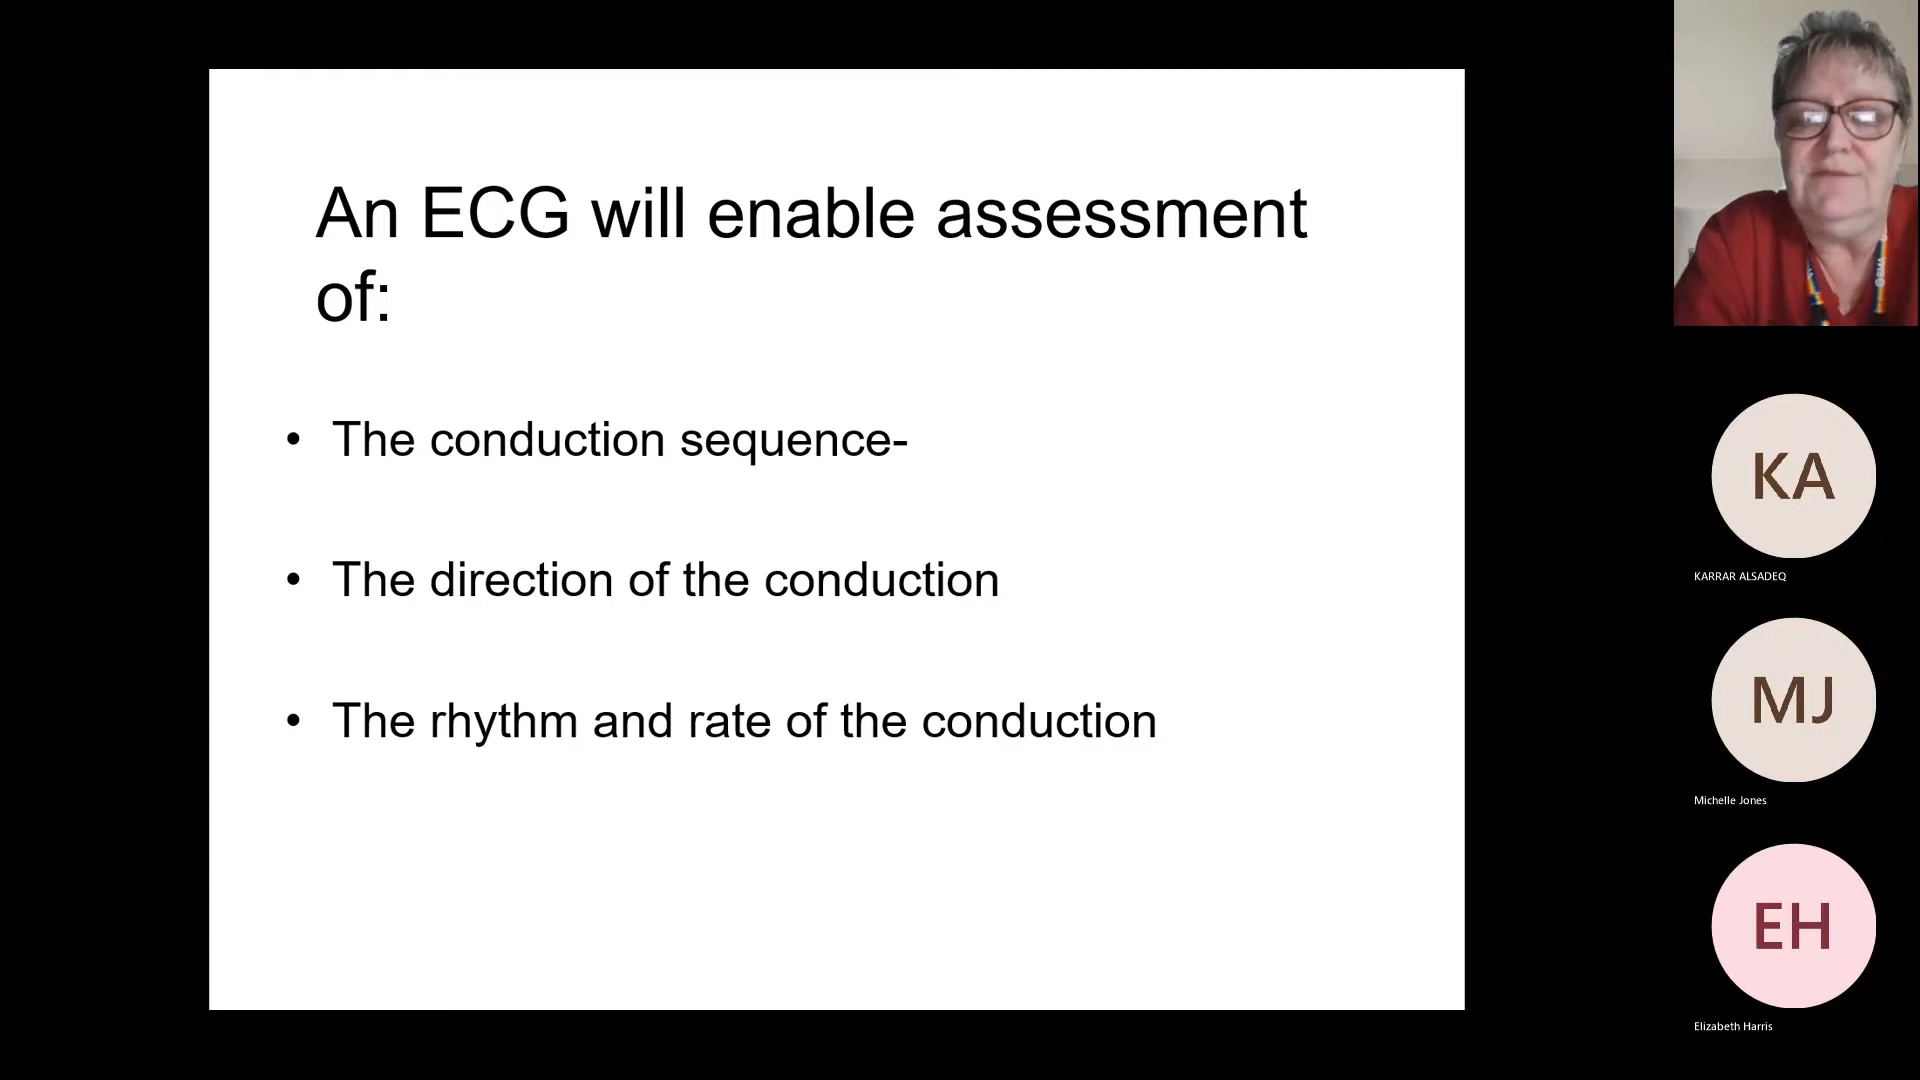 An ECG will enable assessment
of:
• The conduction sequence-
• The direction of the conduction
• The rhythm and rate of the conduction
KA
KARRAR ALSADEQ
MJ
Michelle Jones
EH
Elizabeth Harris